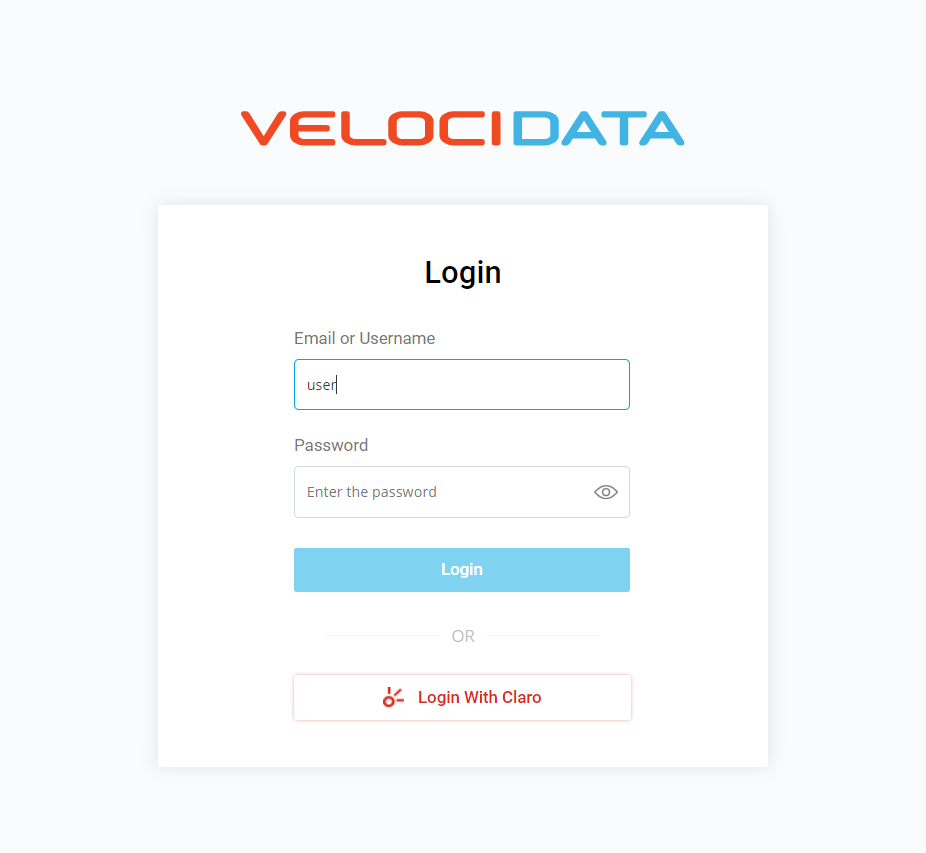 VELOCIDATA
Login
Email or Username
user
Password
Enter the password
Login
OR
Login With Claro